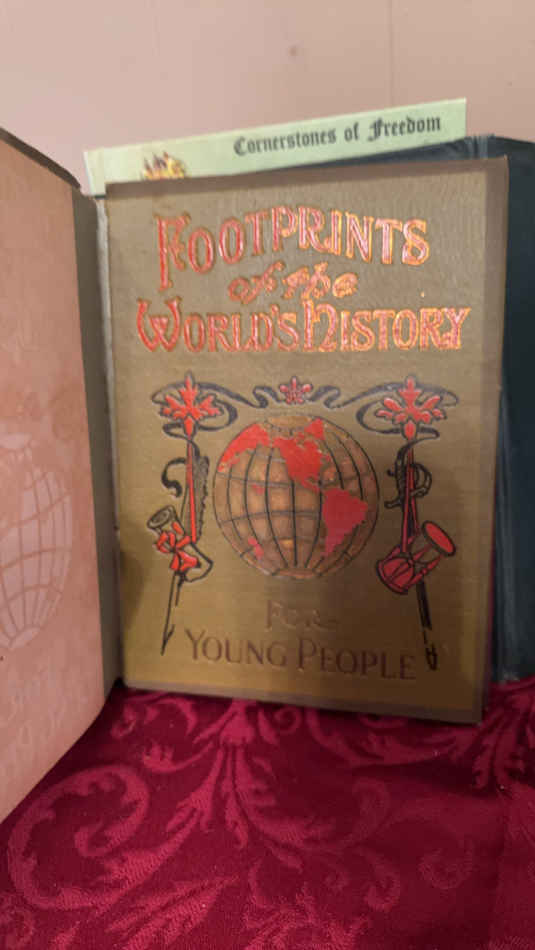 Cornerstones of Freedom
FOOTPRINTS
of the
WORLD'S HISTORY
FOR
YOUNG PEOPLE